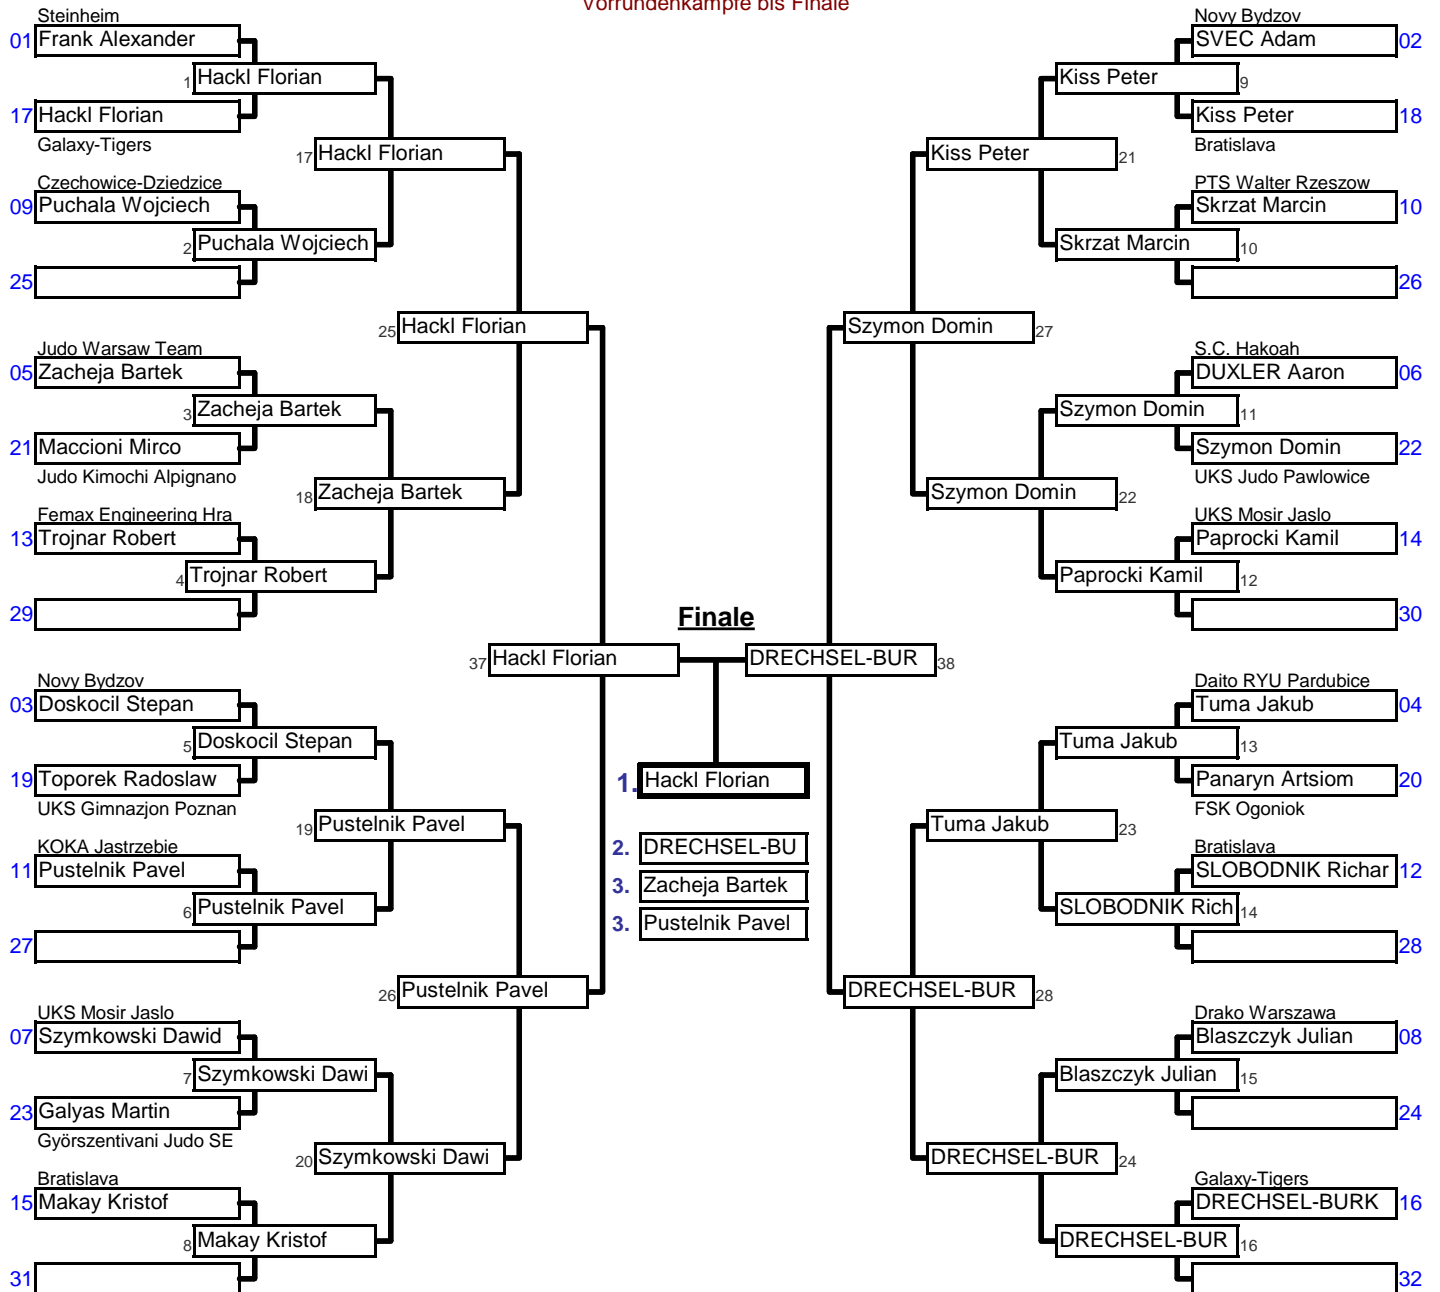 Vorrundenkämpfe bis Finale
Steinheim
01 Frank Alexander
1 Hackl Florian
17 Hackl Florian
Galaxy-Tigers
17 Hackl Florian
Czechowice-Dziedzice
09 Puchala Wojciech
2 Puchala Wojciech
25
25 Hackl Florian
Judo Warsaw Team
05 Zacheja Bartek
3 Zacheja Bartek
21 Maccioni Mirco
Judo Kimochi Alpignano
18 Zacheja Bartek
Femax Engineering Hra
13 Trojnar Robert
4 Trojnar Robert
29
37 Hackl Florian
Novy Bydzov
03 Doskocil Stepan
5 Doskocil Stepan
19 Toporek Radoslaw
UKS Gimnazjon Poznan
19 Pustelnik Pavel
KOKA Jastrzebie
11 Pustelnik Pavel
6 Pustelnik Pavel
27
26 Pustelnik Pavel
UKS Mosir Jaslo
07 Szymkowski Dawid
7 Szymkowski Dawi
23 Galyas Martin
Györszentivani Judo SE
20 Szymkowski Dawi
Bratislava
15 Makay Kristof
8 Makay Kristof
31
Finale
1. Hackl Florian
2. DRECHSEL-BU
3. Zacheja Bartek
3. Pustelnik Pavel
Novy Bydzov
SVEC Adam 02
Kiss Peter 9
Kiss Peter 18
Bratislava
Kiss Peter 21
PTS Walter Rzeszow
Skrzat Marcin 10
Skrzat Marcin 10
26
Szymon Domin 27
S.C. Hakoah
DUXLER Aaron 06
Szymon Domin 11
Szymon Domin 22
UKS Judo Pawlowice
Szymon Domin 22
UKS Mosir Jaslo
Paprocki Kamil 14
Paprocki Kamil 12
30
DRECHSEL-BUR 38
Daito RYU Pardubice
Tuma Jakub 04
Tuma Jakub 13
Panaryn Artsiom 20
FSK Ogoniok
Tuma Jakub 23
Bratislava
SLOBODNIK Richar 12
SLOBODNIK Rich 14
28
DRECHSEL-BUR 28
Drako Warszawa
Blaszczyk Julian 08
Blaszczyk Julian 15
24
DRECHSEL-BUR 24
Galaxy-Tigers
DRECHSEL-BURK 16
DRECHSEL-BUR 16
32